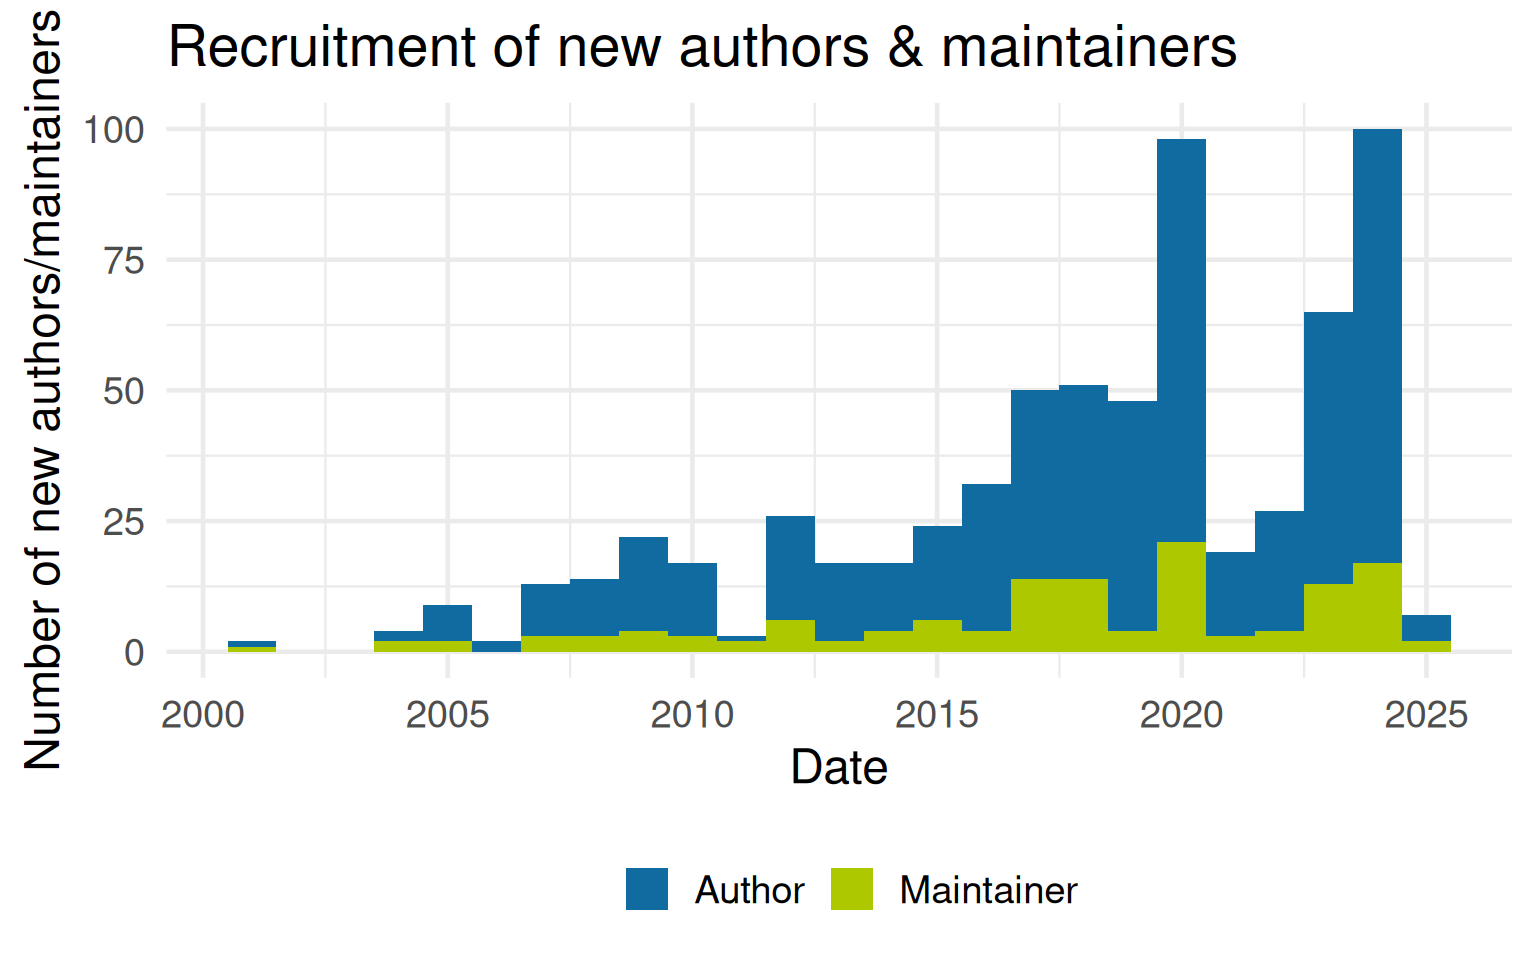 Recruitment of new authors & maintainers
Number of new authors/maintainers
100
75
50
25
0
2000 2005 2010 2015 2020 2025
Date
Author Maintainer